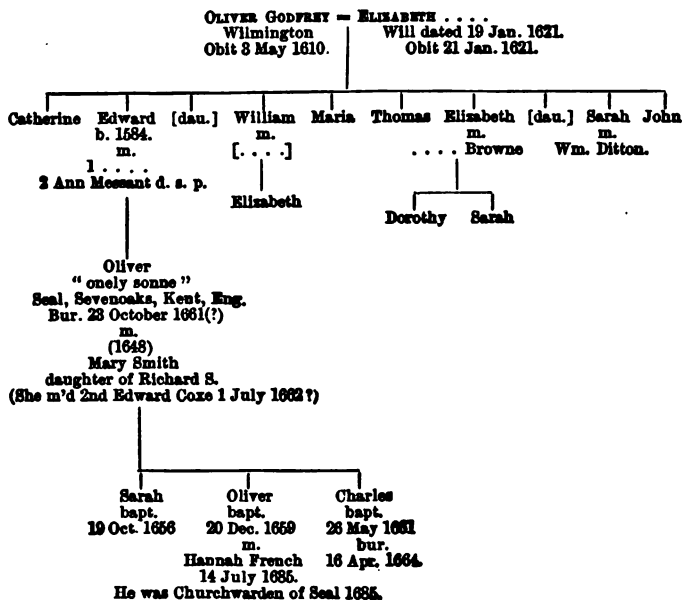 OLIVER GODFREY = ELIZABETH . . . .
Wilmington Will dated 19 Jan. 1621.
Obit 3 May 1610. Obit 21 Jan. 1621.
Catherine Edward [dau.] William Maria Thomas Elizabeth [dau.] Sarah John
b. 1584. m. m. m.
m. [. . . .] . . . . Browne Wm. Ditton.
1 . . . .
2 Ann Messant d. s. p.
Elizabeth
Dorothy Sarah
Oliver
" onely sonne "
Seal, Sevenoaks, Kent, Eng.
Bur. 23 October 1661(?)
m.
(1648)
Mary Smith
daughter of Richard S.
(She m'd 2nd Edward Coxe 1 July 1662?)
Sarah Oliver Charles
bapt. bapt. bapt.
19 Oct. 1656 20 Dec. 1659 26 May 1661
m. bur.
Hannah French 16 Apr. 1664.
14 July 1685.
He was Churchwarden of Seal 1685.